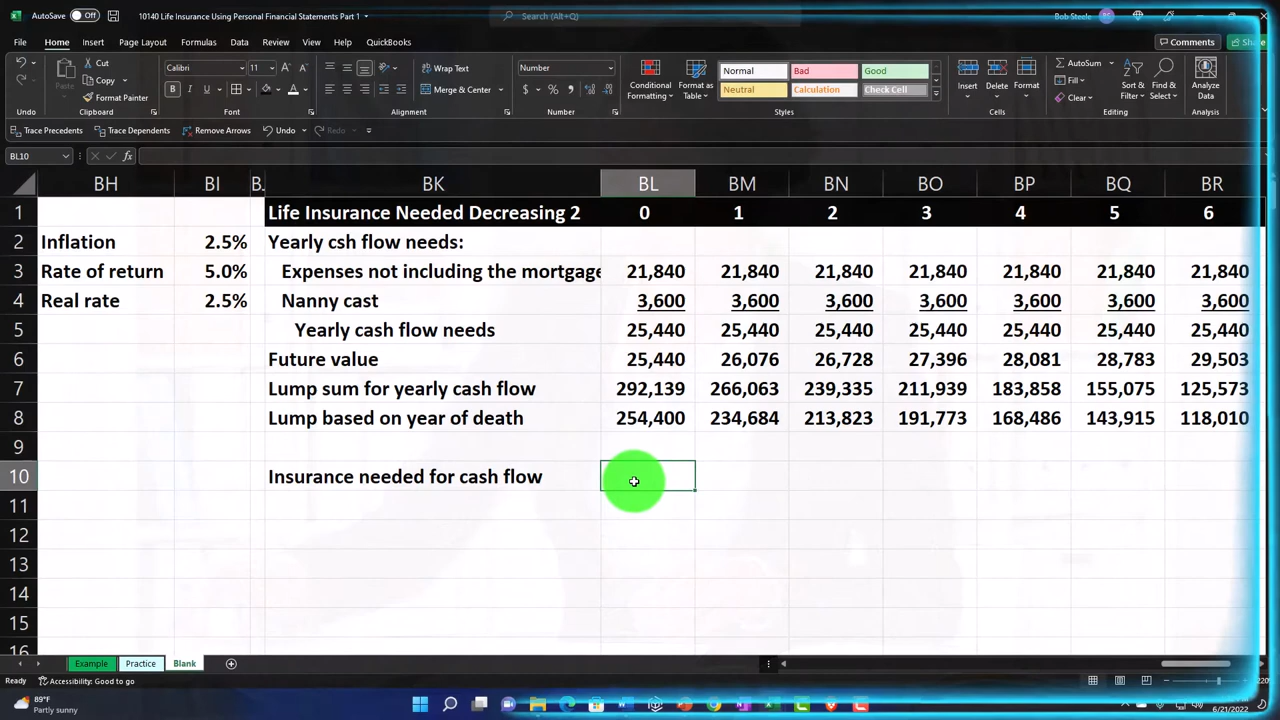 AutoSave Off 10140 Life Insurance Using Personal Financial Statements Part 1 Search (Alt+Q) Bob Steele BS
File Home Insert Page Layout Formulas Data Review View Help QuickBooks Comments Share
Cut Calibri 11 Wrap Text Number Normal Bad Good AutoSum
Copy Fill
Paste Format Painter Merge & Center Conditional Formatting Format as Table Neutral Calculation Check Cell Insert Delete Format Clear Sort & Filter Find & Select Analyze Data
Undo Clipboard Font Alignment Number Styles Cells Editing Analysis
Trace Precedents Trace Dependents Remove Arrows Undo Redo
BL10 fx
BH BI BK BL BM BN BO BP BQ BR
1 Life Insurance Needed Decreasing 2 0 1 2 3 4 5 6
2 Inflation 2.5% Yearly csh flow needs:
3 Rate of return 5.0% Expenses not including the mortgage 21,840 21,840 21,840 21,840 21,840 21,840 21,840
4 Real rate 2.5% Nanny cast 3,600 3,600 3,600 3,600 3,600 3,600 3,600
5 Yearly cash flow needs 25,440 25,440 25,440 25,440 25,440 25,440 25,440
6 Future value 25,440 26,076 26,728 27,396 28,081 28,783 29,503
7 Lump sum for yearly cash flow 292,139 266,063 239,335 211,939 183,858 155,075 125,573
8 Lump based on year of death 254,400 234,684 213,823 191,773 168,486 143,915 118,010
9
10 Insurance needed for cash flow
11
12
13
14
15
16
Example Practice Blank
Ready Accessibility: Good to go
89°F
Partly sunny
6/21/2022